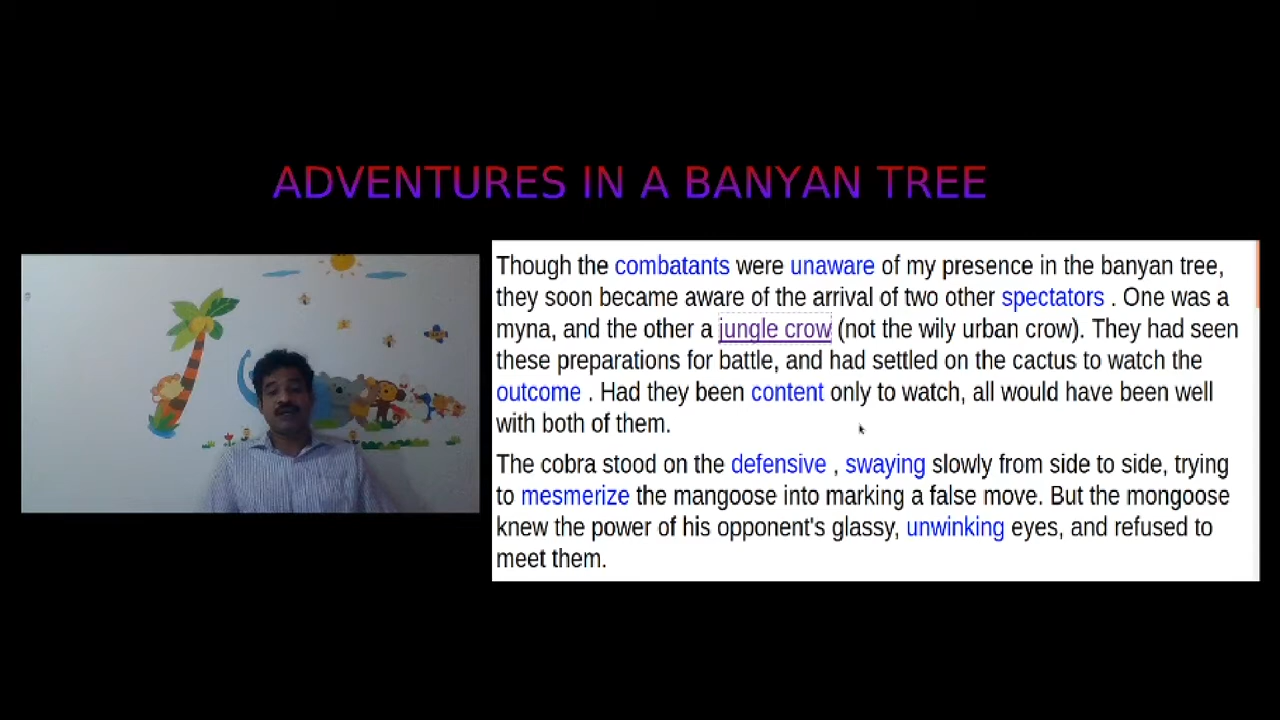 ADVENTURES IN A BANYAN TREE
Though the combatants were unaware of my presence in the banyan tree,
they soon became aware of the arrival of two other spectators . One was a
myna, and the other a jungle crow (not the wily urban crow). They had seen
these preparations for battle, and had settled on the cactus to watch the
outcome . Had they been content only to watch, all would have been well
with both of them.
The cobra stood on the defensive , swaying slowly from side to side, trying
to mesmerize the mangoose into marking a false move. But the mongoose
knew the power of his opponent's glassy, unwinking eyes, and refused to
meet them.